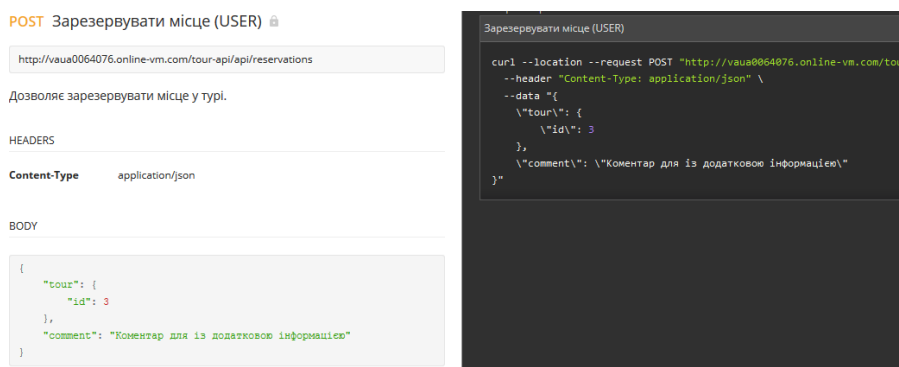 POST Зарезервувати місце (USER)
http://vaua0064076.online-vm.com/tour-api/api/reservations
Дозволяє зарезервувати місце у турі.
HEADERS
Content-Type application/json
BODY
{
"tour": {
"id": 3
},
"comment": "Коментар для із додатковою інформацією"
}
Зарезервувати місце (USER)
curl --location --request POST "http://vaua0064076.online-vm.com/tou
--header "Content-Type: application/json" \
--data "{
\"tour\": {
\"id\": 3
},
\"comment\": \"Коментар для із додатковою інформацією\"
}"